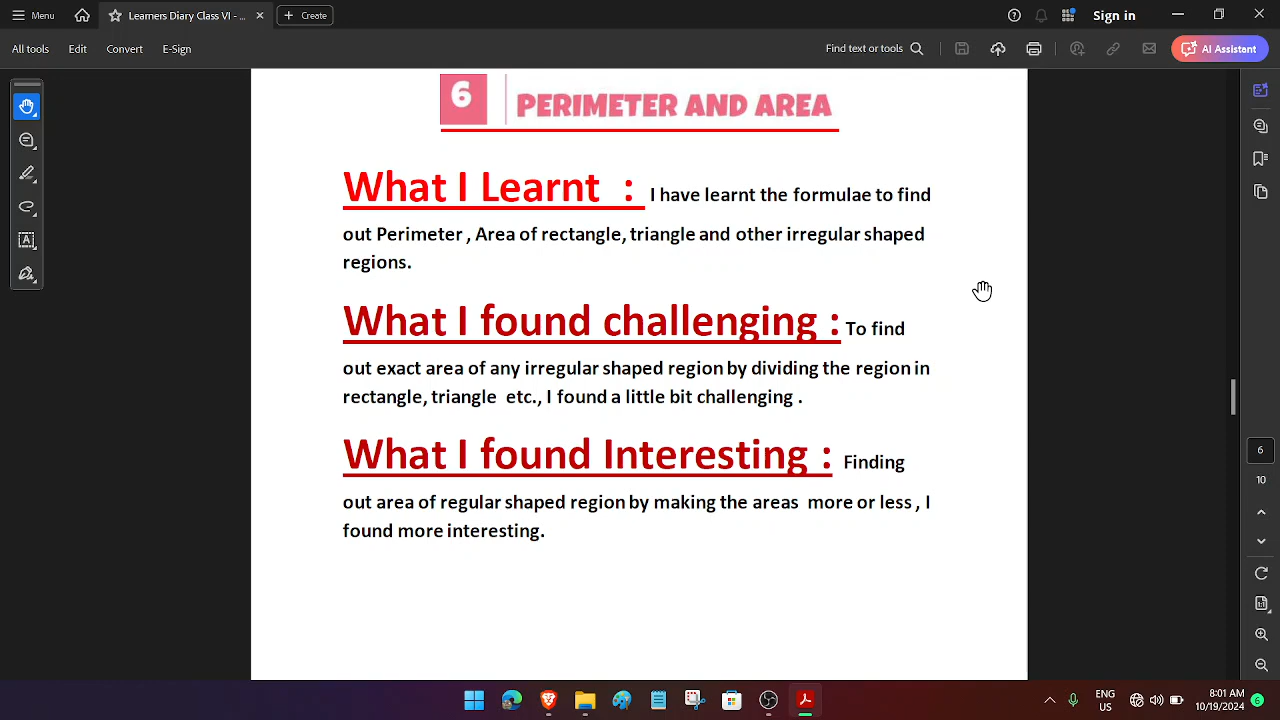 Menu
Learners Diary Class VI - ...
Create
Sign in
All tools
Edit
Convert
E-Sign
Find text or tools
AI Assistant
6
PERIMETER AND AREA
What I Learnt : I have learnt the formulae to find
out Perimeter , Area of rectangle, triangle and other irregular shaped
regions.
What I found challenging : To find
out exact area of any irregular shaped region by dividing the region in
rectangle, triangle etc., I found a little bit challenging .
What I found Interesting : Finding
out area of regular shaped region by making the areas more or less , I
found more interesting.
6
10
ENG
US
8:01 AM
10/19/2024
6